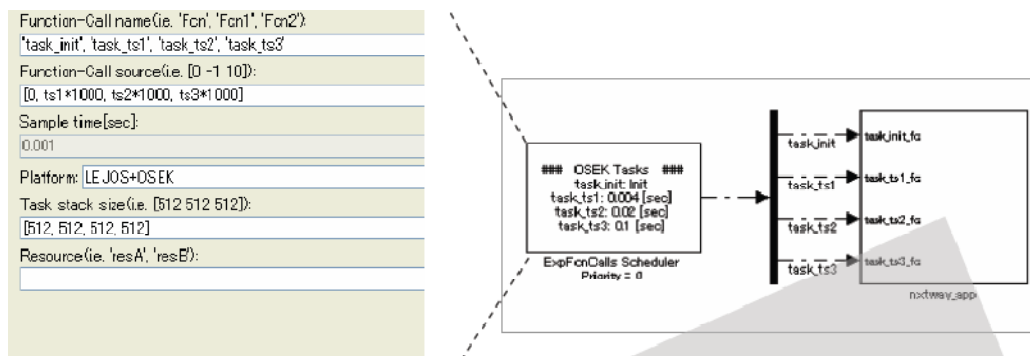 Function-Call name(ie. 'Fcn', 'Fcn1', 'Fcn2'):
'task_init', 'task_ts1', 'task_ts2', 'task_ts3'
Function-Call source(i.e. [0 -1 10]):
[0, ts1*1000, ts2*1000, ts3*1000]
Sample time[sec]:
0.001
Platform: LEJOS+OSEK
Task stack size(i.e. [512 512 512]):
[512, 512, 512, 512]
Resource(ie. 'resA', 'resB'):
### OSEK Tasks ###
task_init: Init
task_ts1: 0.004 [sec]
task_ts2: 0.02 [sec]
task_ts3: 0.1 [sec]
ExpFcnCalls Scheduler
Priority = 0
task_init
task_ts1
task_ts2
task_ts3
task_init_fc
task_ts1_fc
task_ts2_fc
task_ts3_fc
nxtway_app